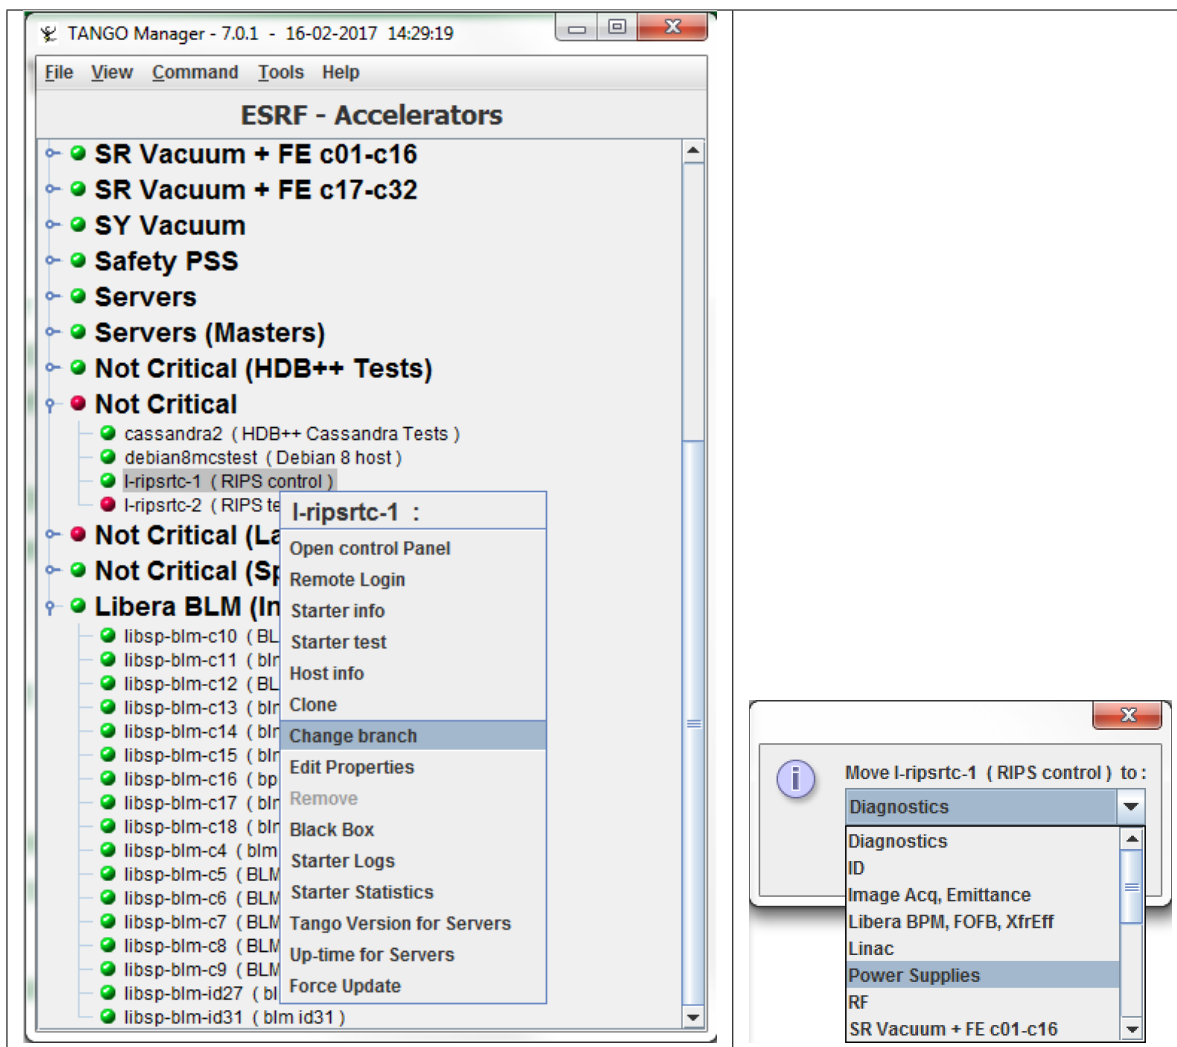 TANGO Manager - 7.0.1 - 16-02-2017 14:29:19
File View Command Tools Help
ESRF - Accelerators
SR Vacuum + FE c01-c16
SR Vacuum + FE c17-c32
SY Vacuum
Safety PSS
Servers
Servers (Masters)
Not Critical (HDB++ Tests)
Not Critical
cassandra2 ( HDB++ Cassandra Tests )
debian8mcstest ( Debian 8 host )
l-ripsrtc-1 ( RIPS control )
l-ripsrtc-2 ( RIPS te
Not Critical (La
Not Critical (Sp
Libera BLM (In
libsp-blm-c10 ( BL
libsp-blm-c11 ( blm
libsp-blm-c12 ( BL
libsp-blm-c13 ( blm
libsp-blm-c14 ( blm
libsp-blm-c15 ( blm
libsp-blm-c16 ( bp
libsp-blm-c17 ( blm
libsp-blm-c18 ( blm
libsp-blm-c4 ( blm
libsp-blm-c5 ( BLM
libsp-blm-c6 ( BLM
libsp-blm-c7 ( BLM
libsp-blm-c8 ( BLM
libsp-blm-c9 ( BLM
libsp-blm-id27 ( bl
libsp-blm-id31 ( blm id31 )
l-ripsrtc-1 :
Open control Panel
Remote Login
Starter info
Starter test
Host info
Clone
Change branch
Edit Properties
Remove
Black Box
Starter Logs
Starter Statistics
Tango Version for Servers
Up-time for Servers
Force Update
Move l-ripsrtc-1 ( RIPS control ) to :
Diagnostics
Diagnostics
ID
Image Acq, Emittance
Libera BPM, FOFB, XfrEff
Linac
Power Supplies
RF
SR Vacuum + FE c01-c16